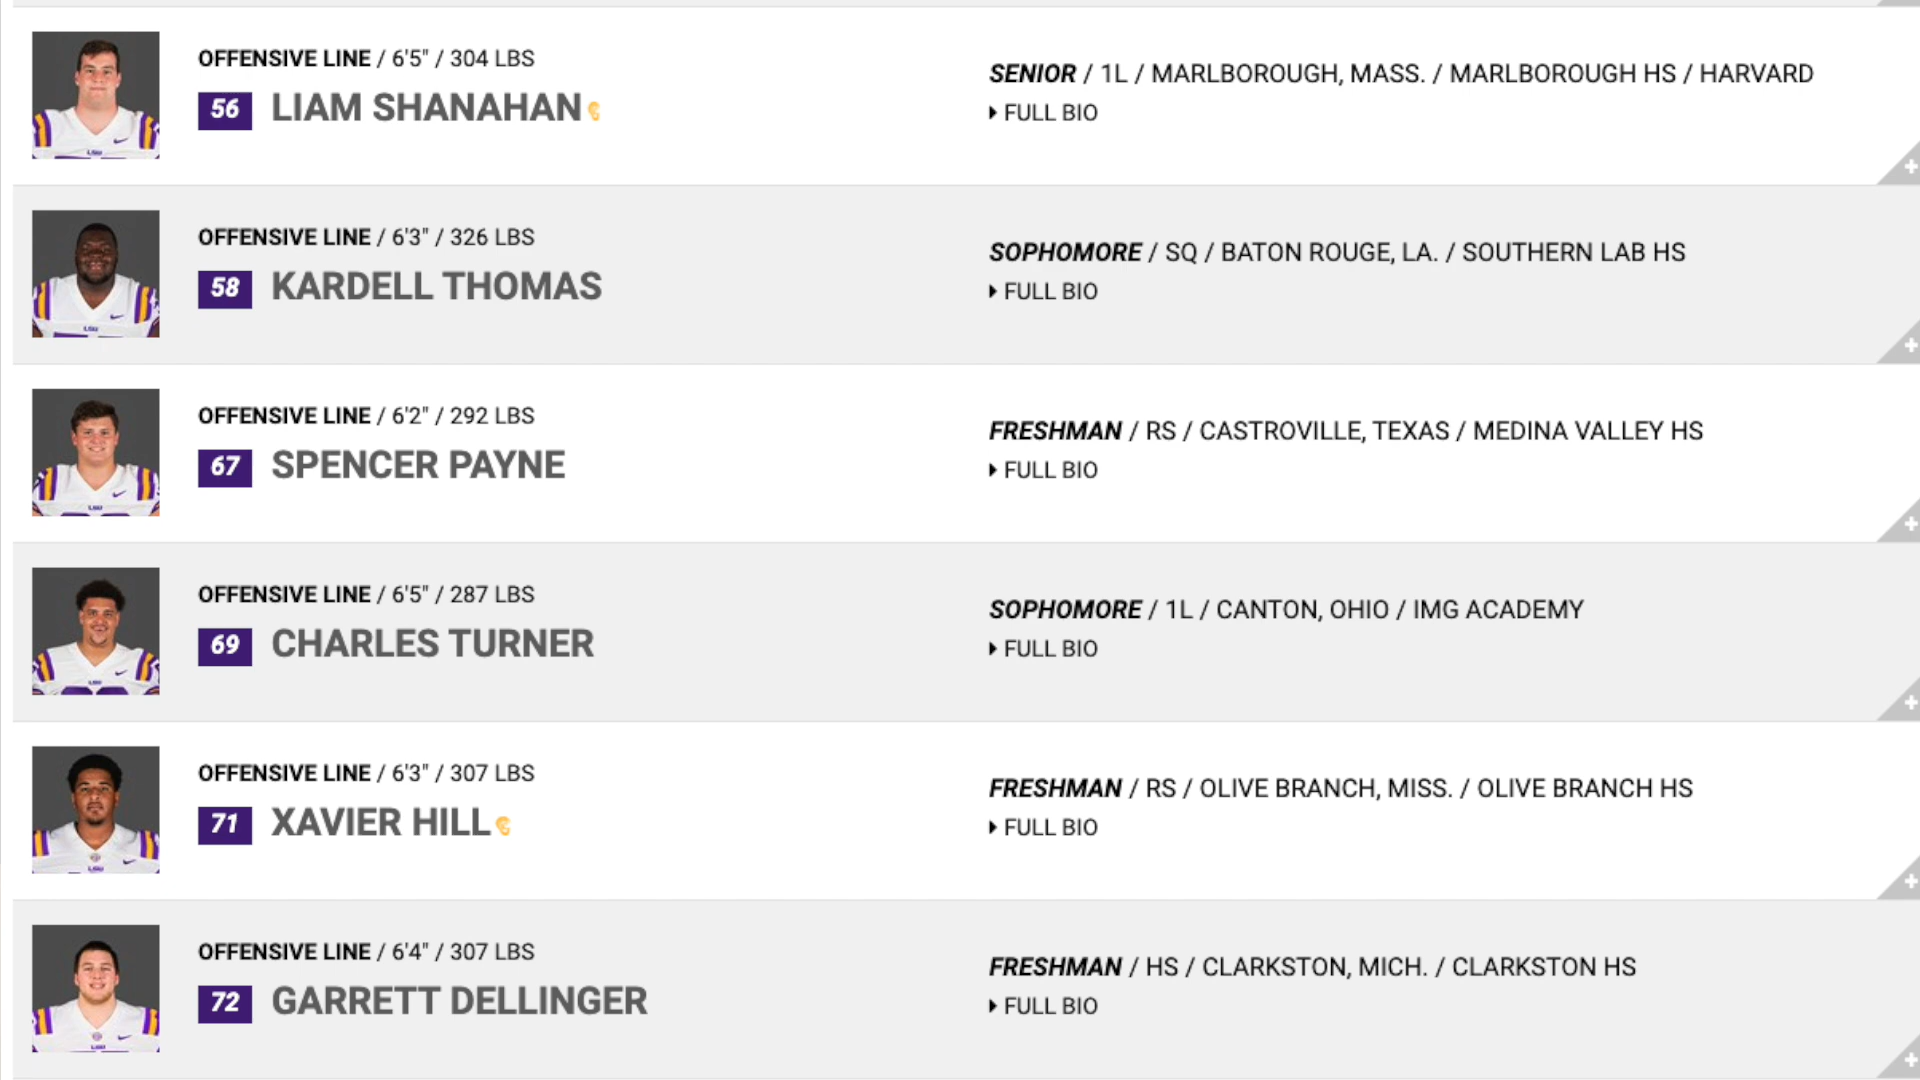 OFFENSIVE LINE / 6'5" / 304 LBS
56 LIAM SHANAHAN
SENIOR / 1L / MARLBOROUGH, MASS. / MARLBOROUGH HS / HARVARD
FULL BIO
OFFENSIVE LINE / 6'3" / 326 LBS
58 KARDELL THOMAS
SOPHOMORE / SQ / BATON ROUGE, LA. / SOUTHERN LAB HS
FULL BIO
OFFENSIVE LINE / 6'2" / 292 LBS
67 SPENCER PAYNE
FRESHMAN / RS / CASTROVILLE, TEXAS / MEDINA VALLEY HS
FULL BIO
OFFENSIVE LINE / 6'5" / 287 LBS
69 CHARLES TURNER
SOPHOMORE / 1L / CANTON, OHIO / IMG ACADEMY
FULL BIO
OFFENSIVE LINE / 6'3" / 307 LBS
71 XAVIER HILL
FRESHMAN / RS / OLIVE BRANCH, MISS. / OLIVE BRANCH HS
FULL BIO
OFFENSIVE LINE / 6'4" / 307 LBS
72 GARRETT DELLINGER
FRESHMAN / HS / CLARKSTON, MICH. / CLARKSTON HS
FULL BIO